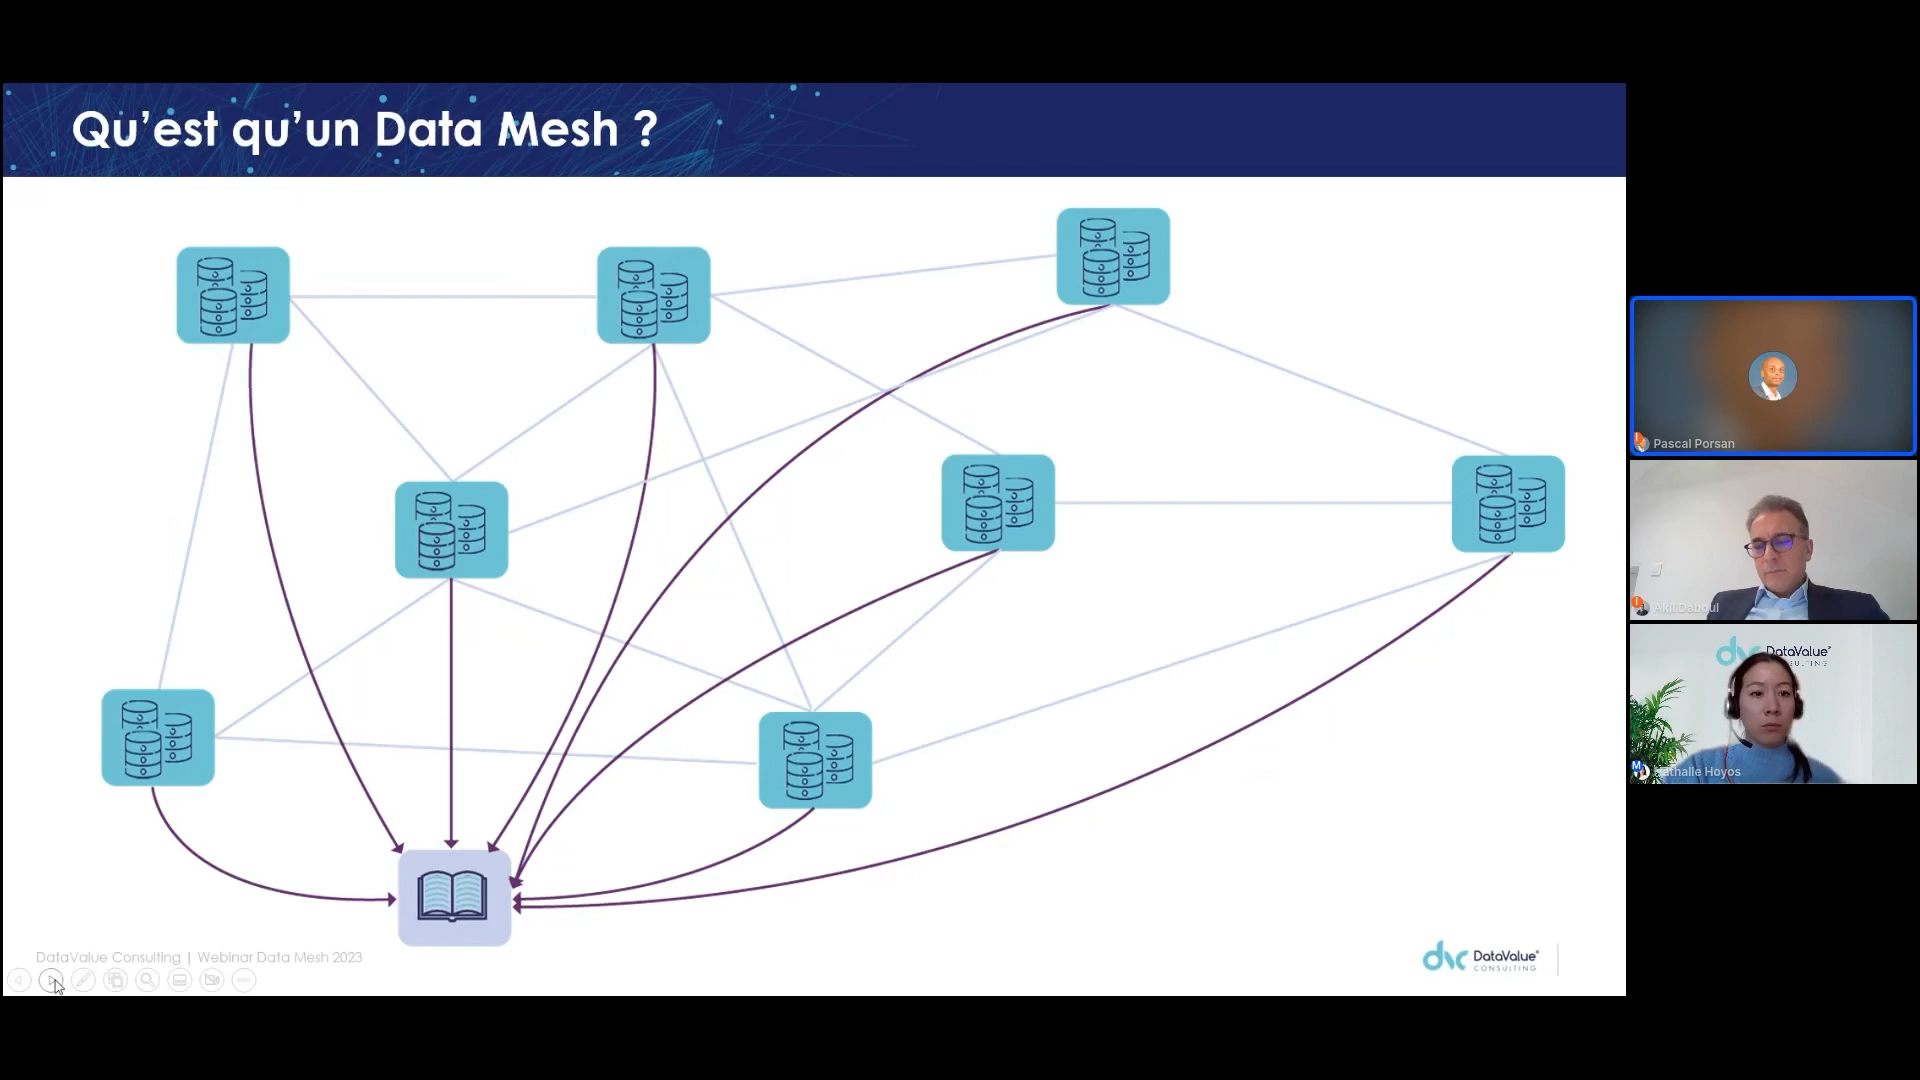 Qu’est qu’un Data Mesh ?
DataValue Consulting | Webinar Data Mesh 2023
DataValue
CONSULTING
Pascal Porsan
Akil Daboul
DataValue
Hoyos